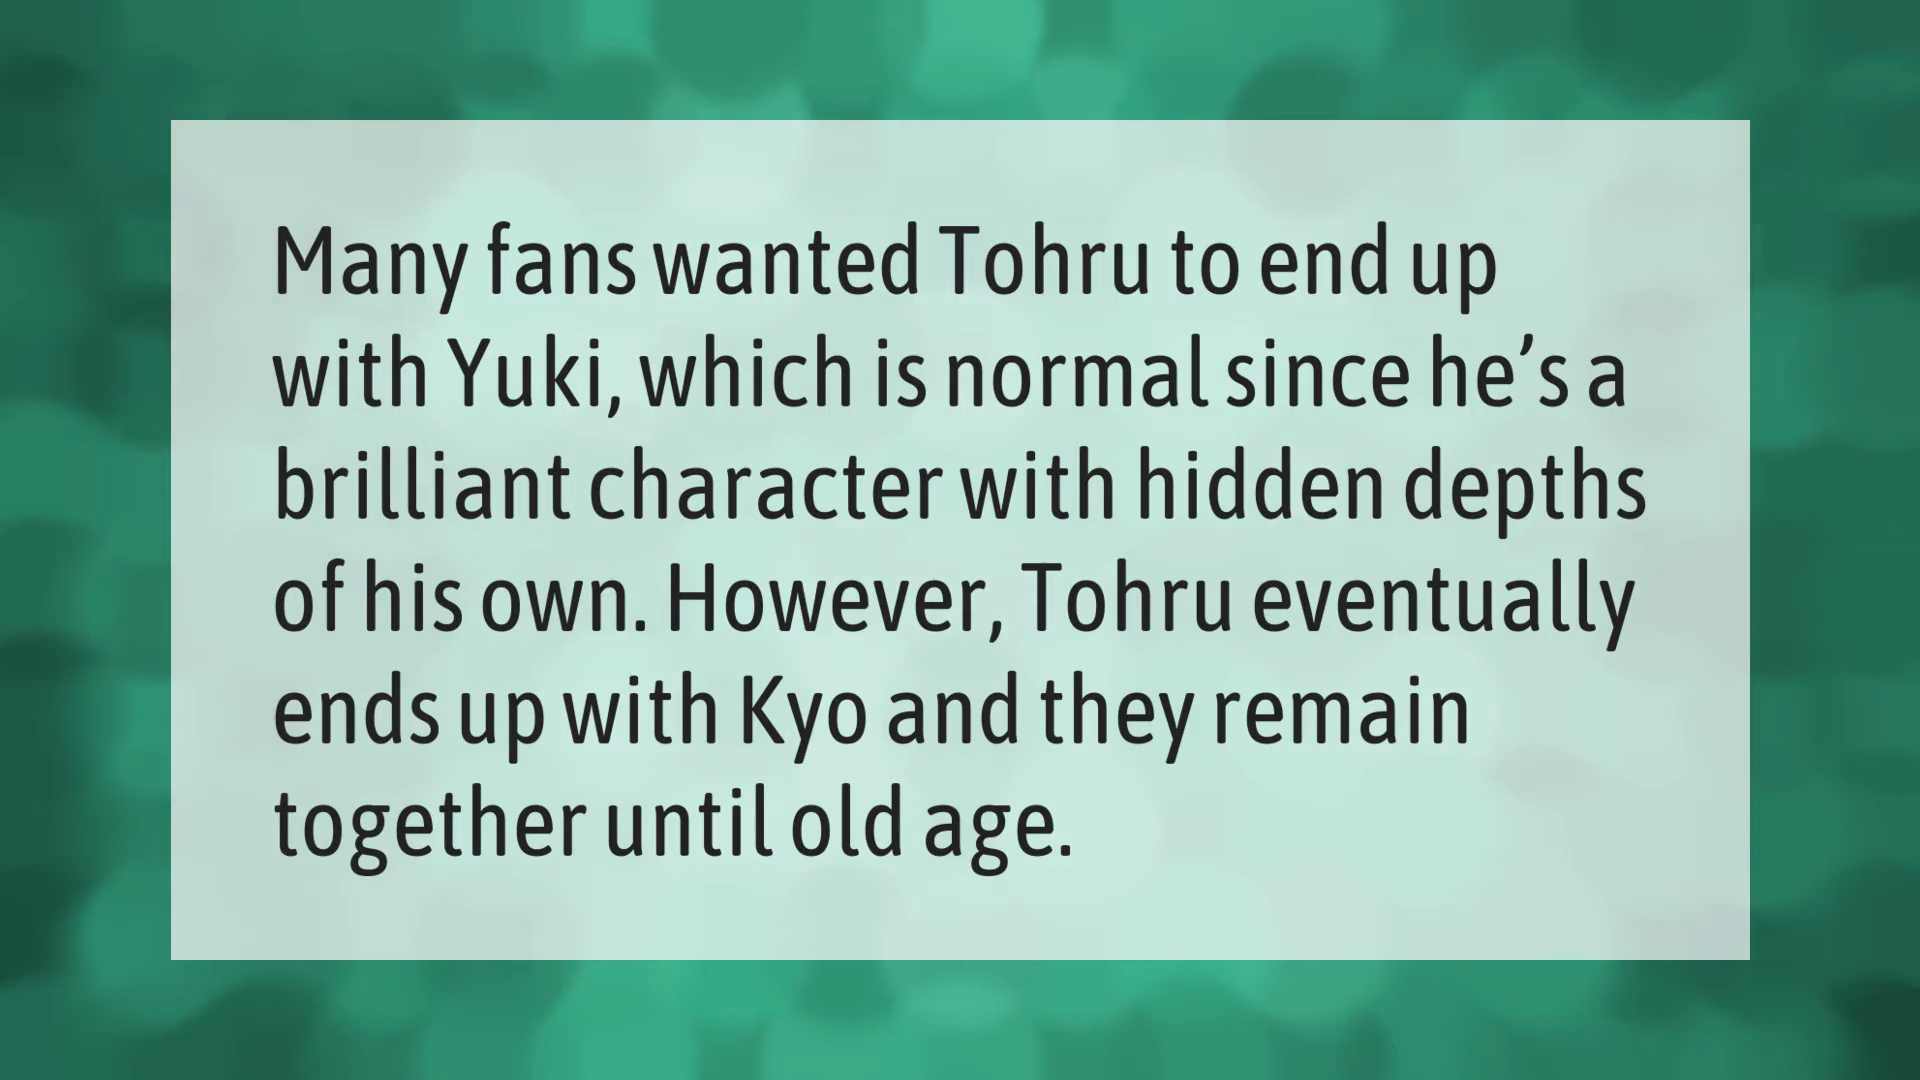 Many fans wanted Tohru to end up
with Yuki, which is normal since he’s a
brilliant character with hidden depths
of his own. However, Tohru eventually
ends up with Kyo and they remain
together until old age.